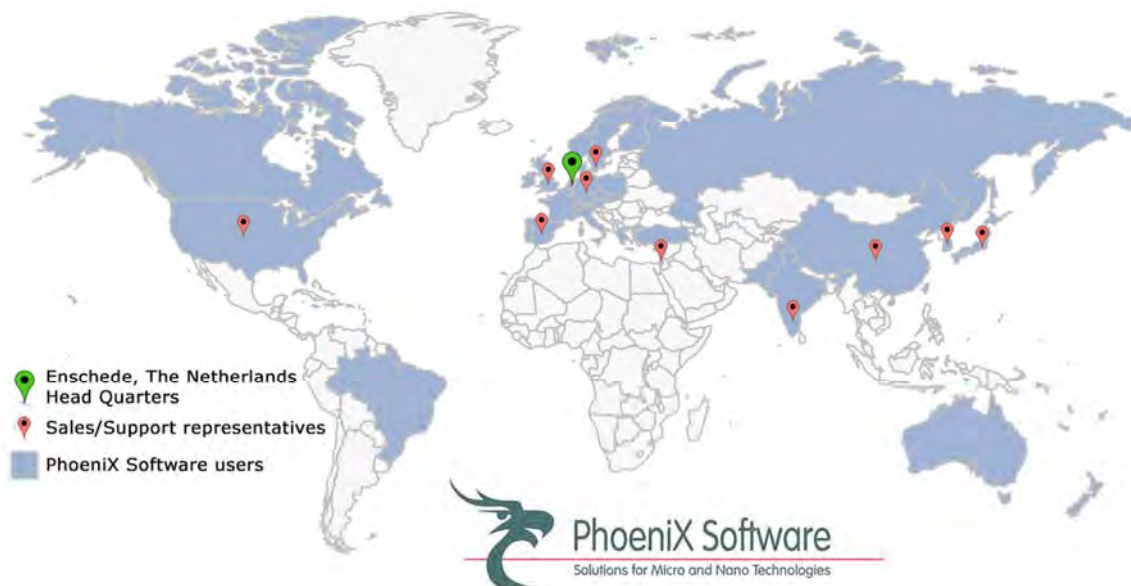 Enschede, The Netherlands
Head Quarters
Sales/Support representatives
PhoeniX Software users
PhoeniX Software
Solutions for Micro and Nano Technologies